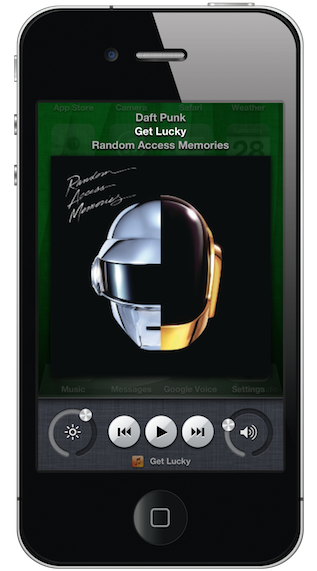 App Store Camera Safari Weather
Daft Punk
Get Lucky
Random Access Memories
28
Random
Access
Memories
Music Messages Google Voice Settings
Get Lucky